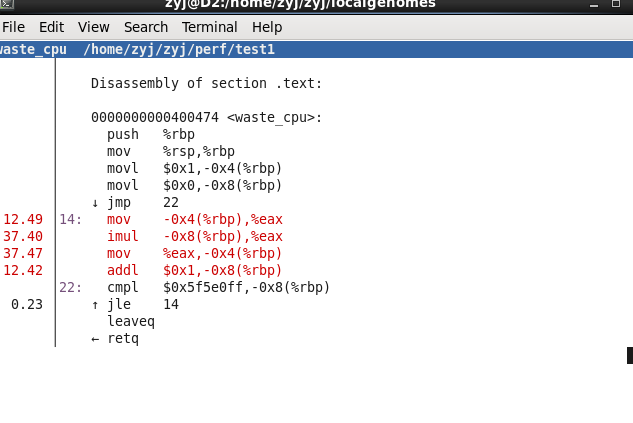 zyj@D2:/home/zyj/zyj/localgenomes
File Edit View Search Terminal Help
waste_cpu /home/zyj/zyj/perf/test1
Disassembly of section .text:
0000000000400474 <waste_cpu>:
push %rbp
mov %rsp,%rbp
movl $0x1,-0x4(%rbp)
movl $0x0,-0x8(%rbp)
↓ jmp 22
12.49 14: mov -0x4(%rbp),%eax
37.40 imul -0x8(%rbp),%eax
37.47 mov %eax,-0x4(%rbp)
12.42 addl $0x1,-0x8(%rbp)
22: cmpl $0x5f5e0ff,-0x8(%rbp)
0.23 ↑ jle 14
leaveq
← retq